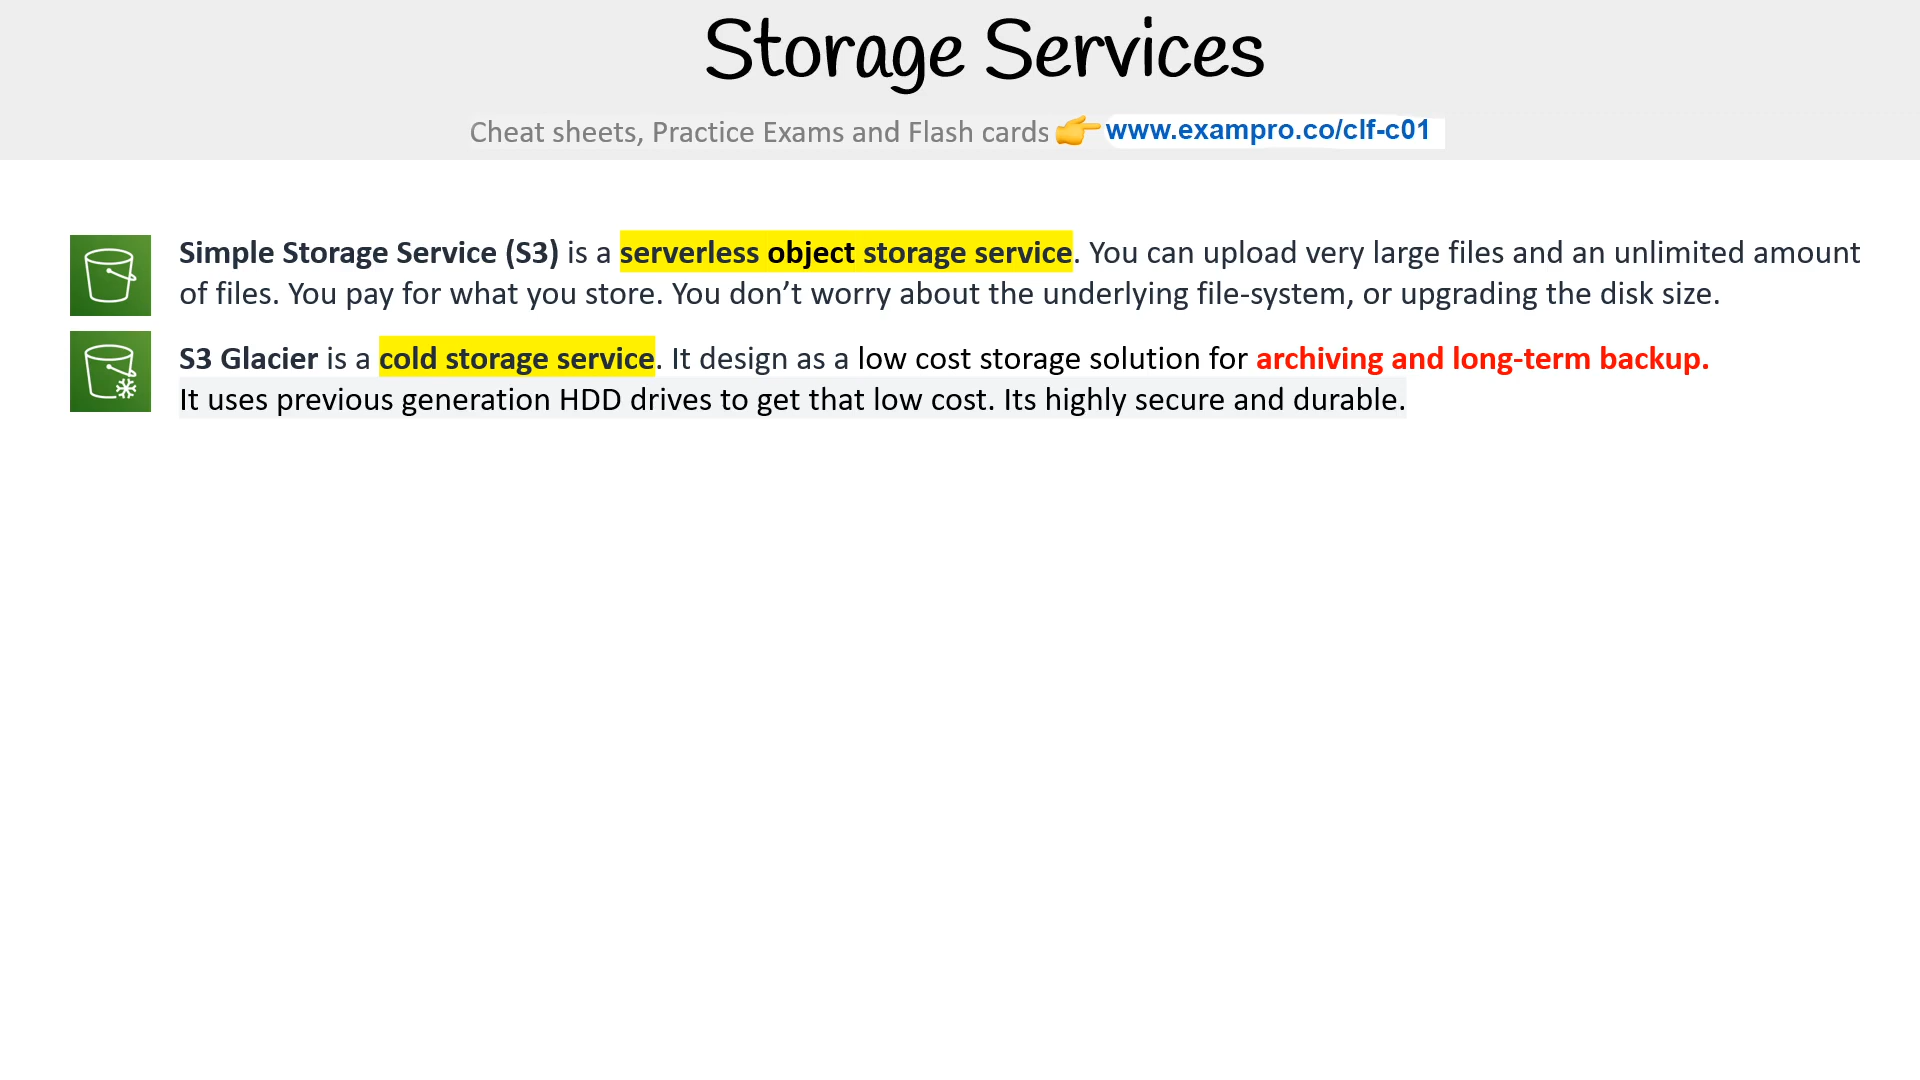 Storage Services
Cheat sheets, Practice Exams and Flash cards 👉 www.exampro.co/clf-c01
Simple Storage Service (S3) is a serverless object storage service. You can upload very large files and an unlimited amount
of files. You pay for what you store. You don’t worry about the underlying file-system, or upgrading the disk size.
S3 Glacier is a cold storage service. It design as a low cost storage solution for archiving and long-term backup.
It uses previous generation HDD drives to get that low cost. Its highly secure and durable.